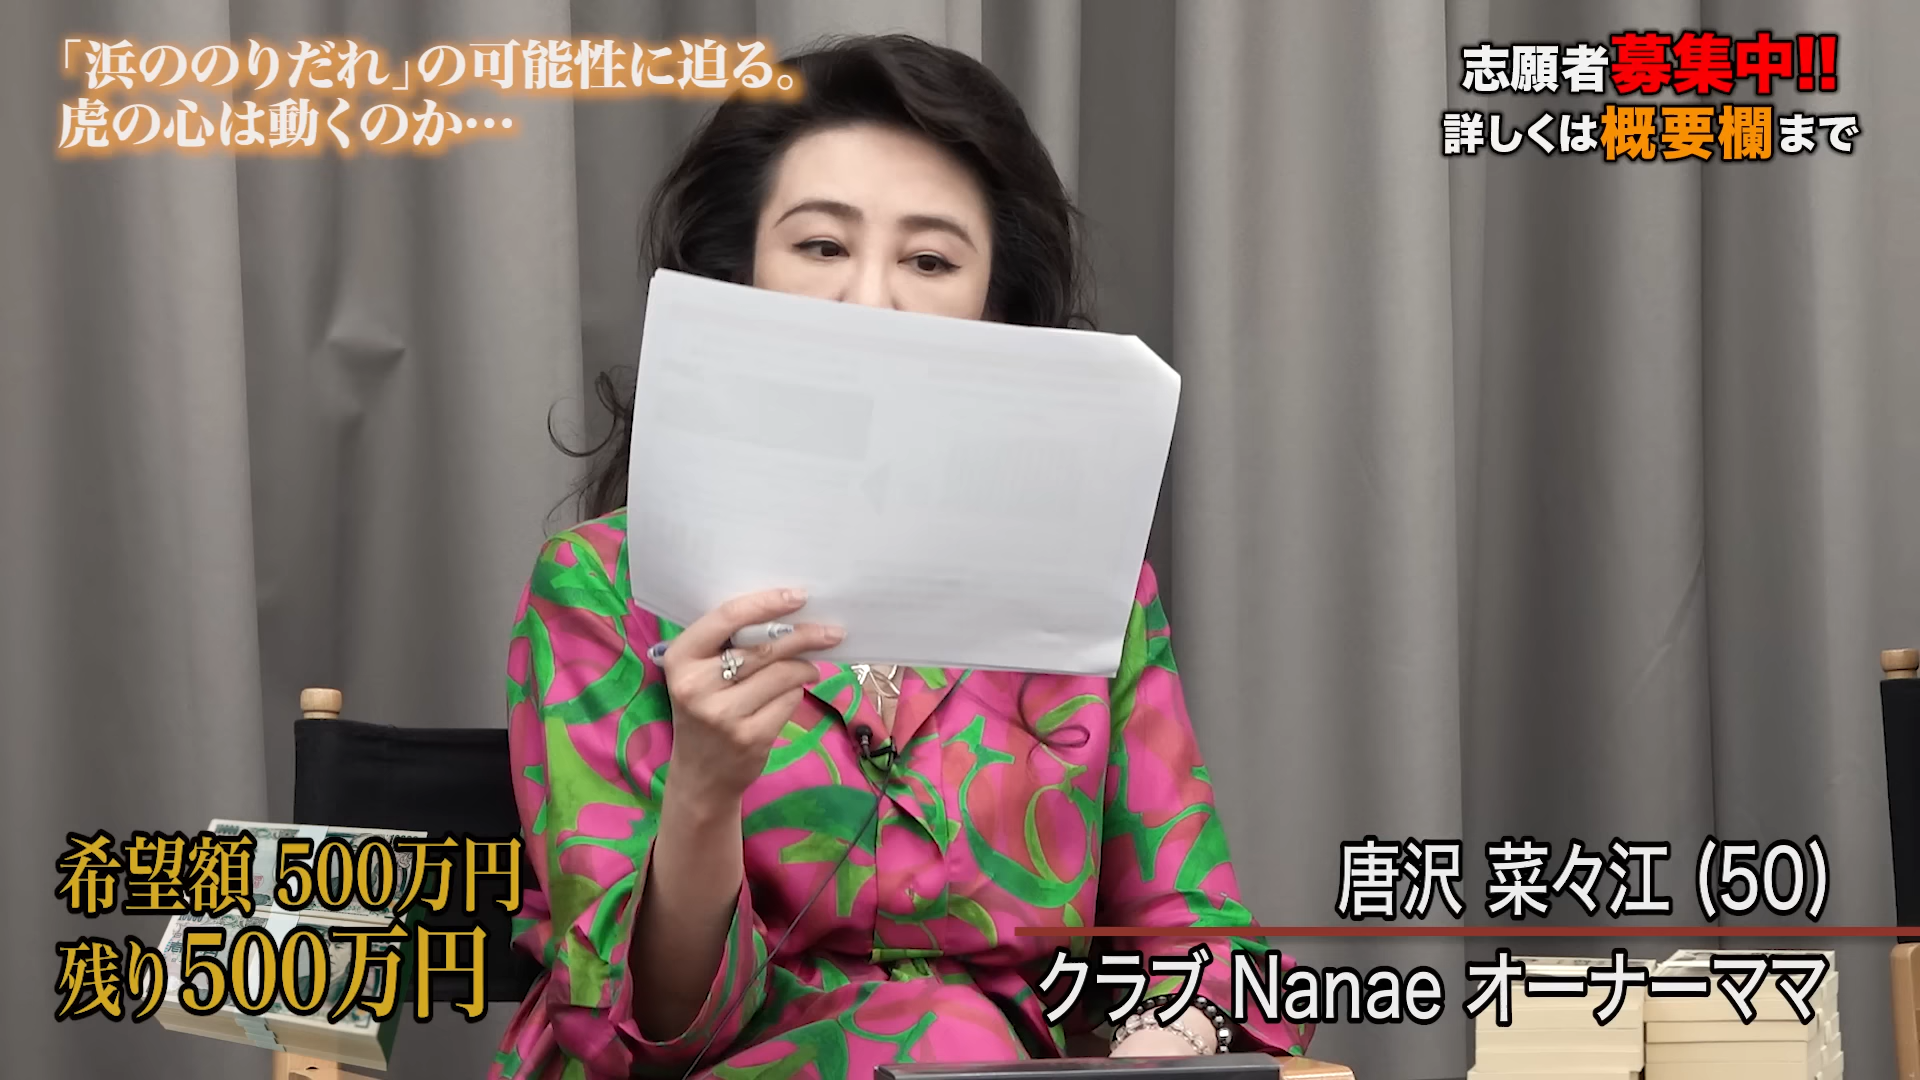 「浜ののりだれ」の可能性に迫る。
虎の心は動くのか…
志願者募集中!!
詳しくは概要欄まで
希望額 500万円
残り500万円
唐沢 菜々江 (50)
クラブ Nanae オーナーママ